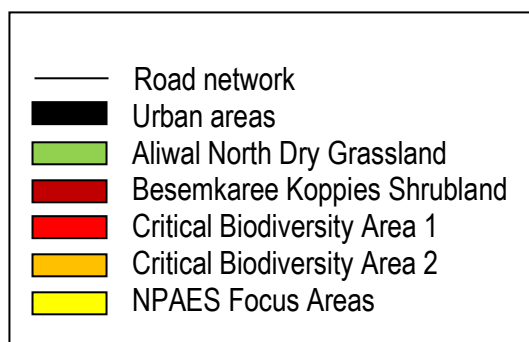 Road network
Urban areas
Aliwal North Dry Grassland
Besemkaree Koppies Shrubland
Critical Biodiversity Area 1
Critical Biodiversity Area 2
NPAES Focus Areas